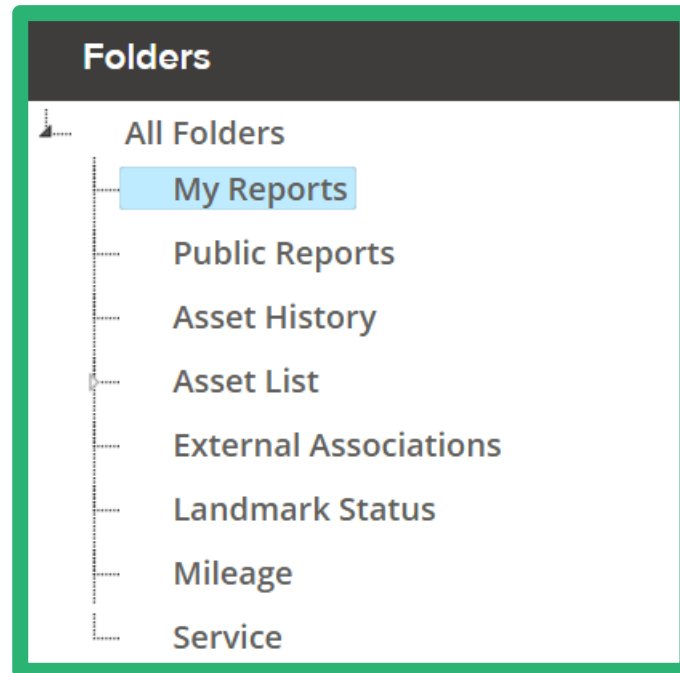 Folders
All Folders
My Reports
Public Reports
Asset History
Asset List
External Associations
Landmark Status
Mileage
Service